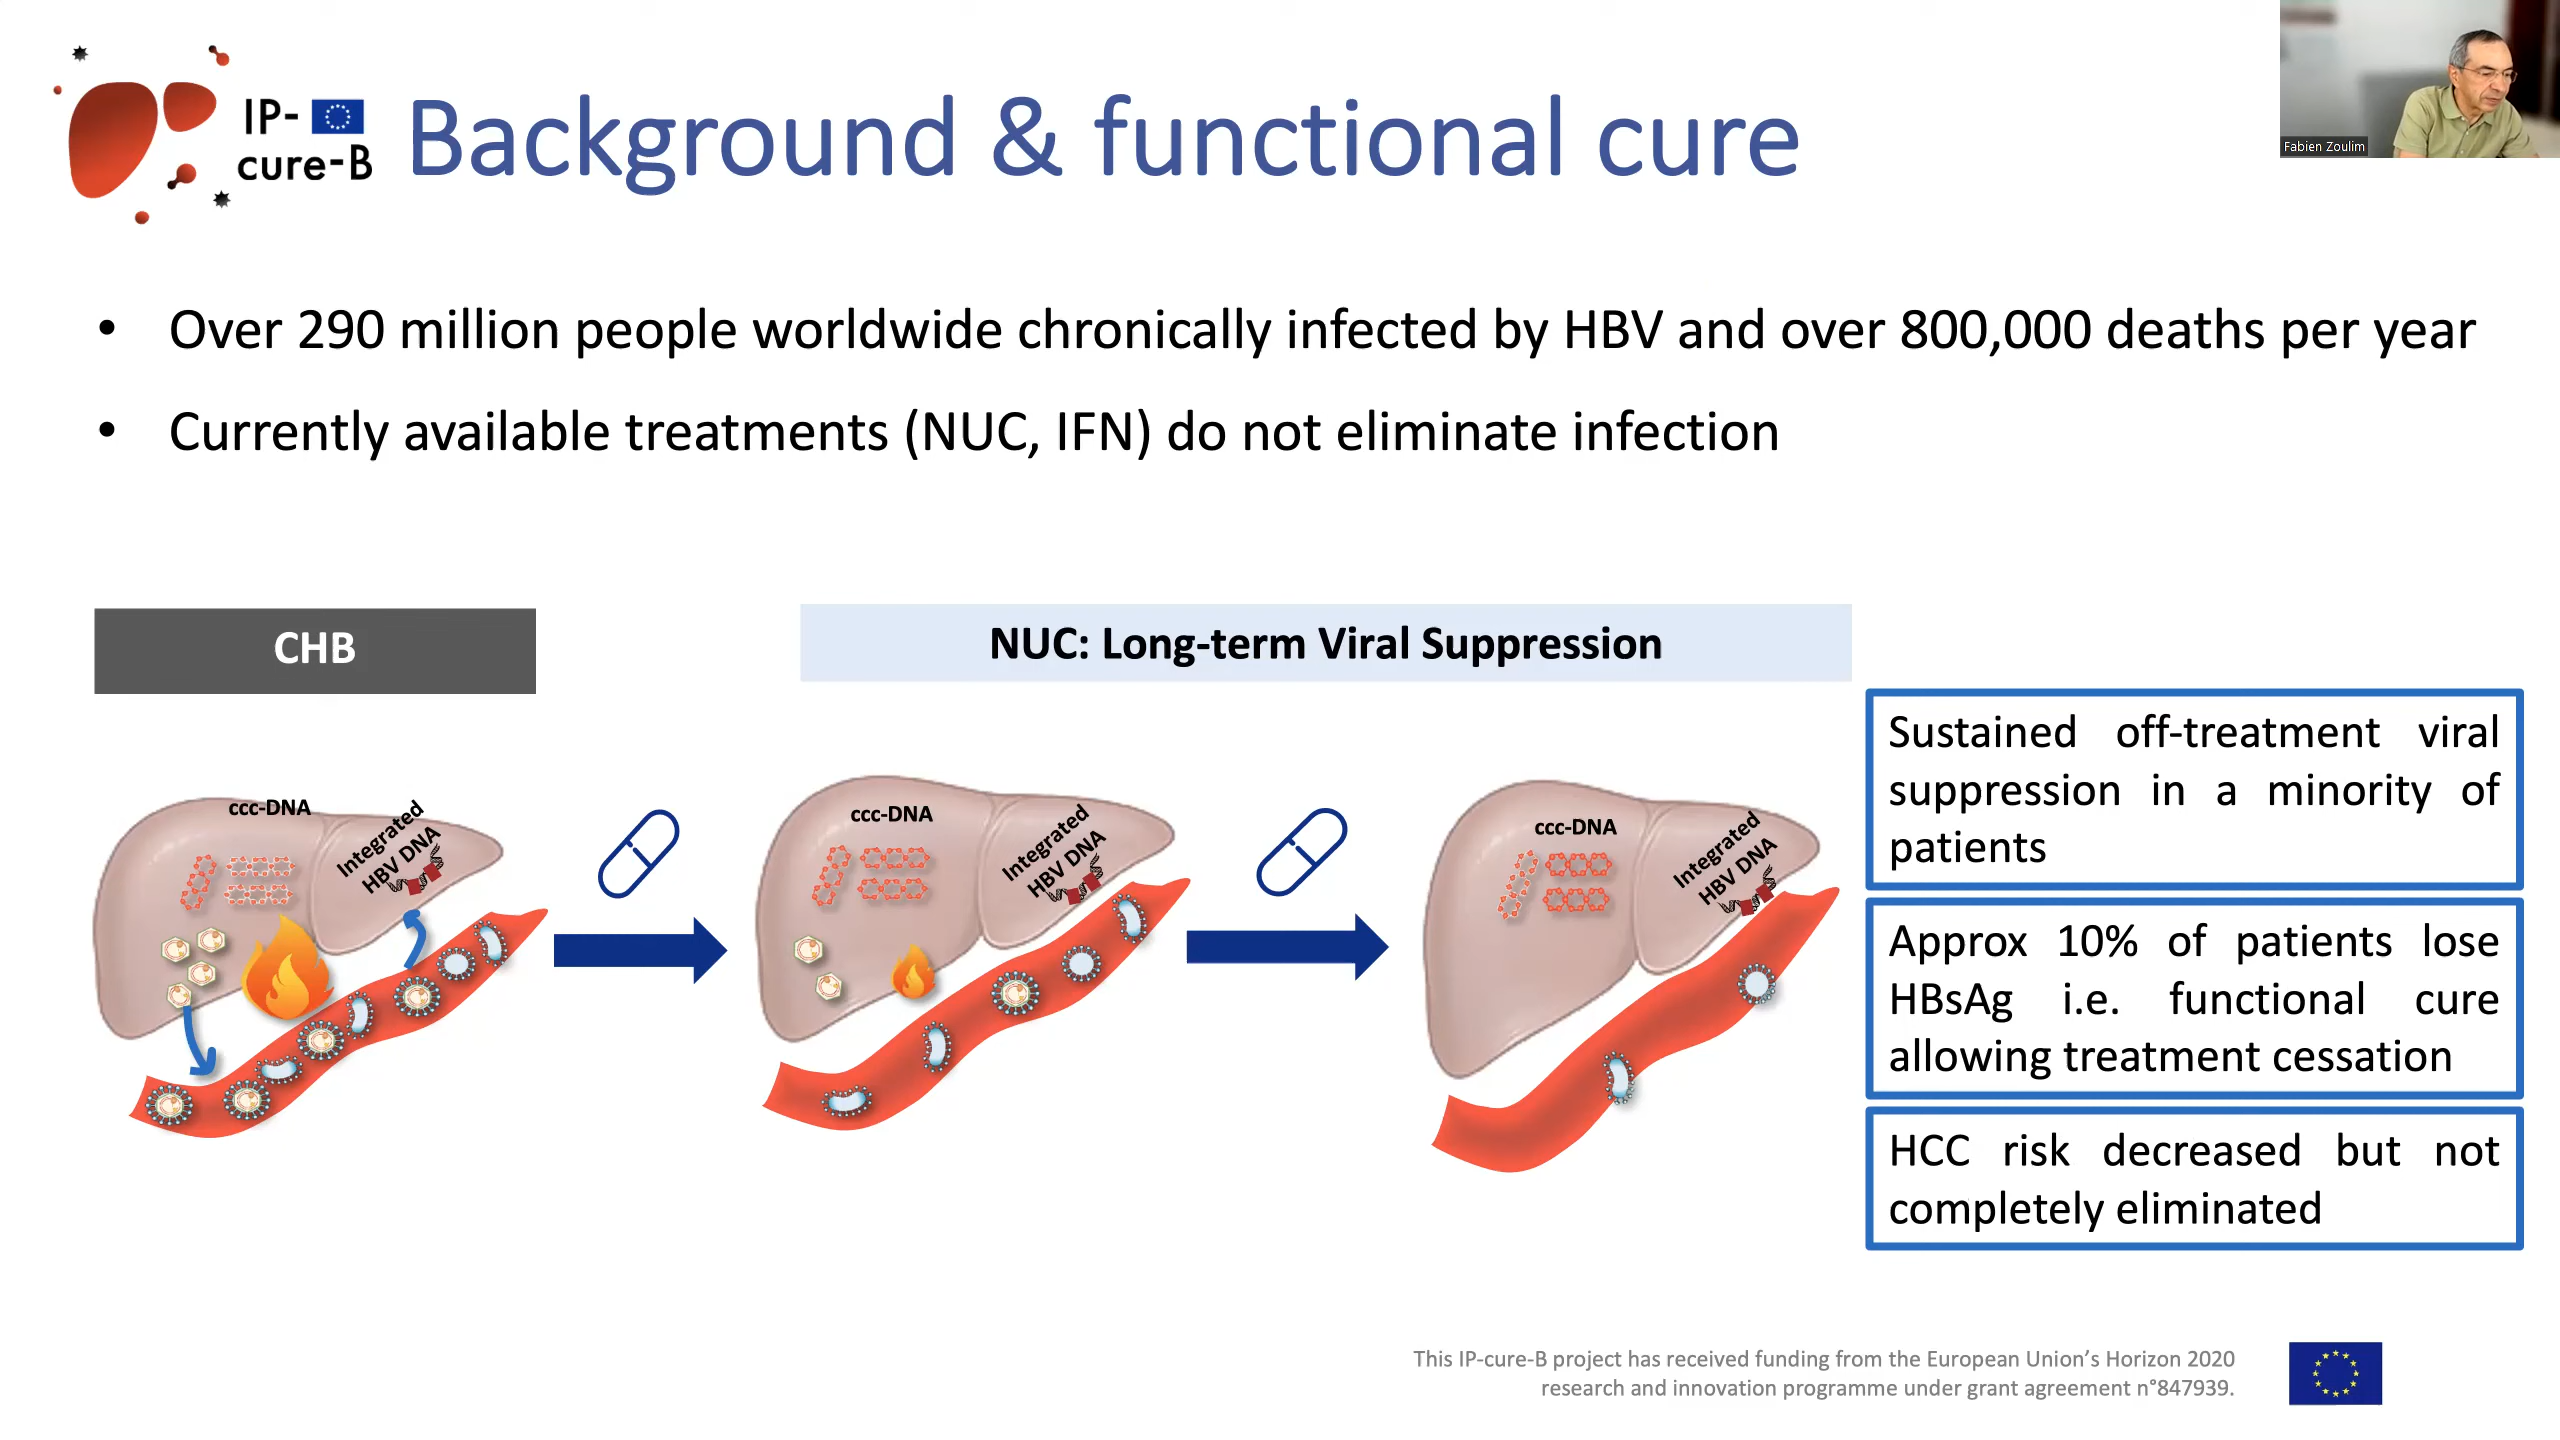 IP-
cure-B
Background & functional cure
Fabien Zoulim
• Over 290 million people worldwide chronically infected by HBV and over 800,000 deaths per year
• Currently available treatments (NUC, IFN) do not eliminate infection
CHB
NUC: Long-term Viral Suppression
ccc-DNA
Integrated
HBV DNA
ccc-DNA
Integrated
HBV DNA
ccc-DNA
Integrated
HBV DNA
Sustained off-treatment viral
suppression in a minority of
patients
Approx 10% of patients lose
HBsAg i.e. functional cure
allowing treatment cessation
HCC risk decreased but not
completely eliminated
This IP-cure-B project has received funding from the European Union’s Horizon 2020
research and innovation programme under grant agreement n°847939.